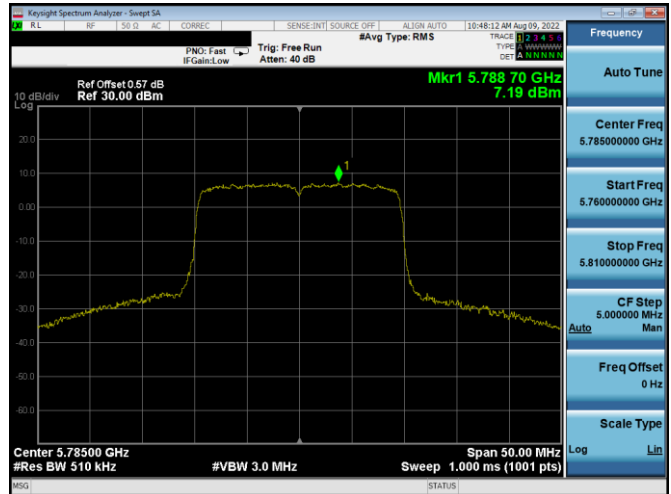 Keysight Spectrum Analyzer - Swept SA
RL RF 50 Ω AC CORREC SENSE:INT SOURCE OFF ALIGN AUTO 10:48:12 AM Aug 09, 2022
#Avg Type: RMS
TRACE 1 2 3 4 5 6
PNO: Fast Trig: Free Run
TYPE A WWWWW
IFGain:Low Atten: 40 dB
DET A N N N N N
Mkr1 5.788 70 GHz
7.19 dBm
Ref Offset 0.57 dB
10 dB/div Ref 30.00 dBm
Log
20.0
10.0
0.00
-10.0
-20.0
-30.0
-40.0
-50.0
-60.0
1
Center 5.78500 GHz Span 50.00 MHz
#Res BW 510 kHz #VBW 3.0 MHz Sweep 1.000 ms (1001 pts)
MSG STATUS
Frequency
Auto Tune
Center Freq
5.785000000 GHz
Start Freq
5.760000000 GHz
Stop Freq
5.810000000 GHz
CF Step
5.000000 MHz
Auto Man
Freq Offset
0 Hz
Scale Type
Log Lin